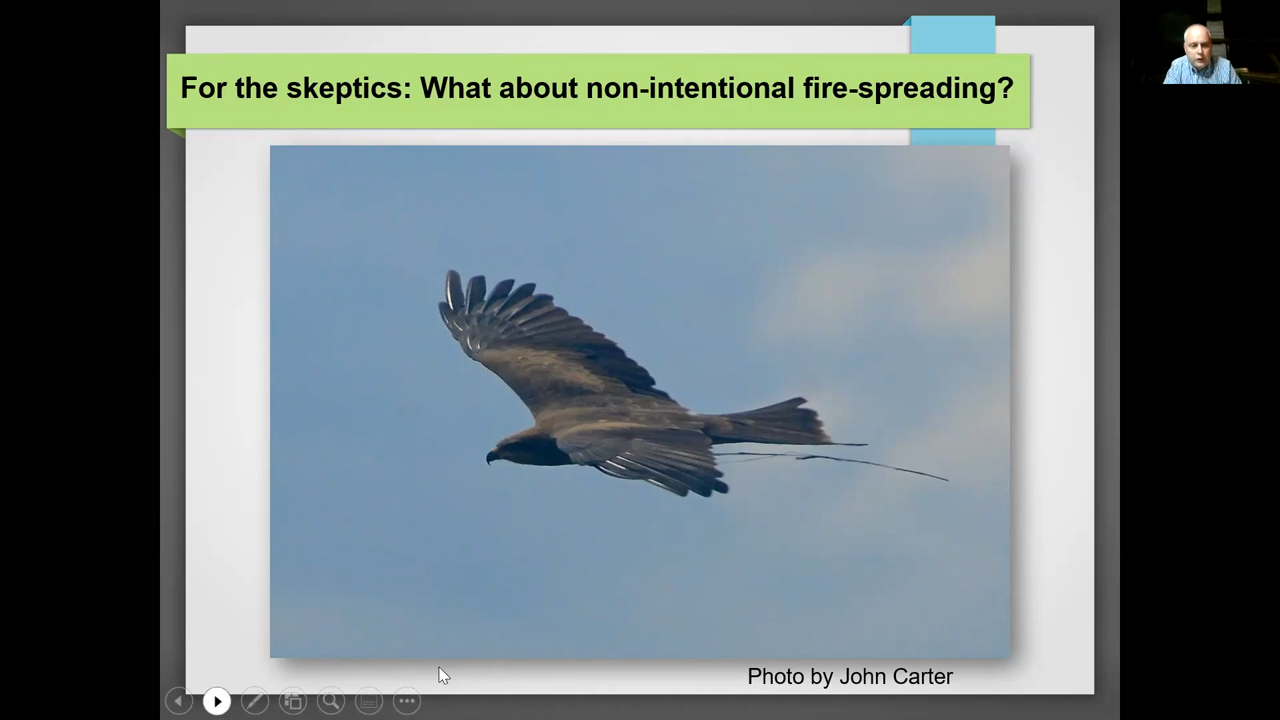 For the skeptics: What about non-intentional fire-spreading?
Photo by John Carter